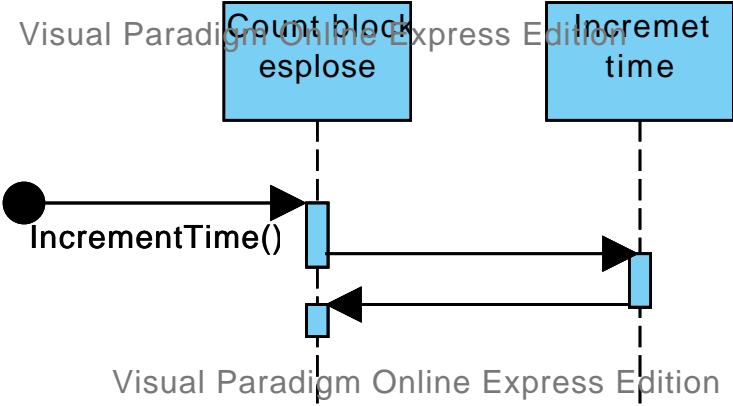 Visual Paradigm Online Express Edition
Count block
esplose
Incremet
time
IncrementTime()
Visual Paradigm Online Express Edition